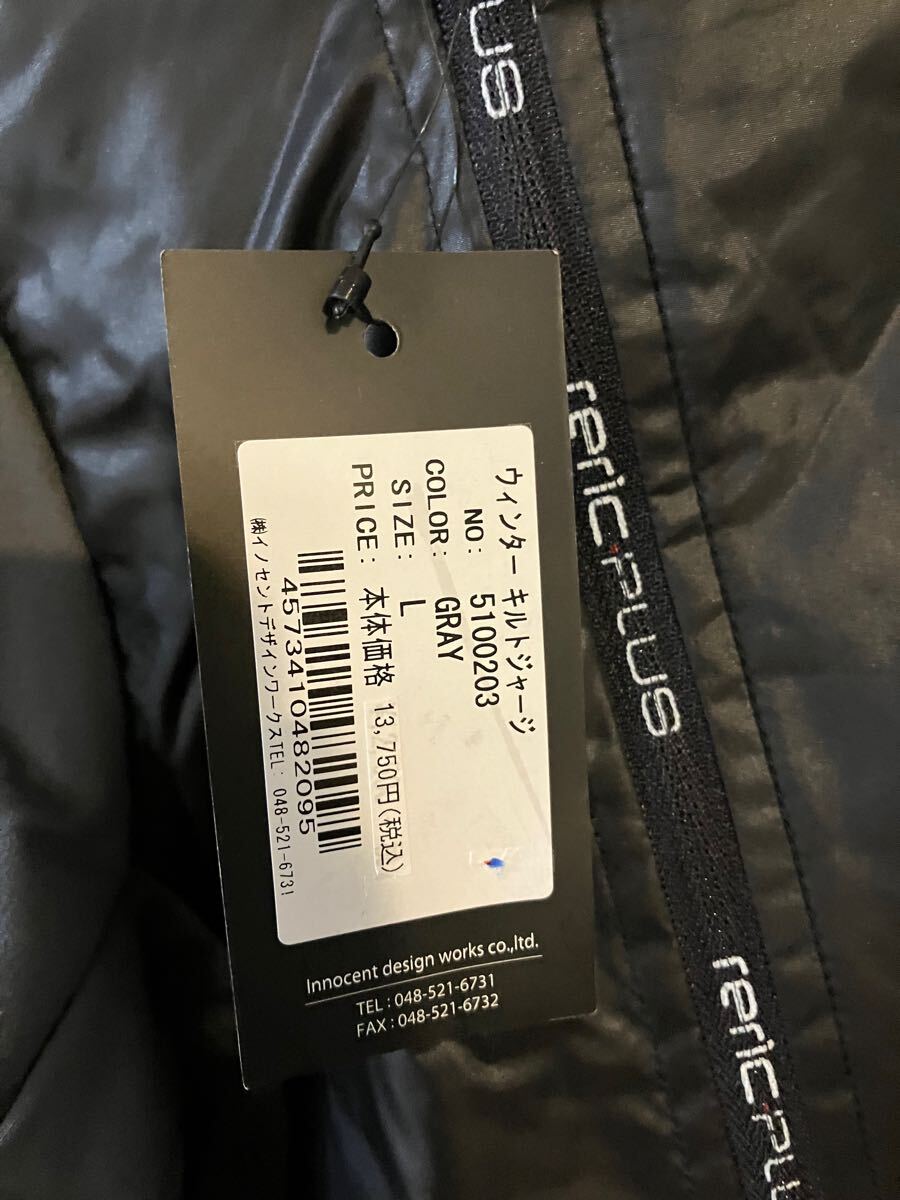 ウィンター キルトジャージ
NO: 5100203
COLOR: GRAY
SIZE: L
PRICE: 本体価格 13,750円(税込)
4573410482095
㈱イノセントデザインワークスTEL: 048-521-6731
Innocent design works co.,ltd.
TEL : 048-521-6731
FAX : 048-521-6732
PLUS
reric PLUS
reric PLU